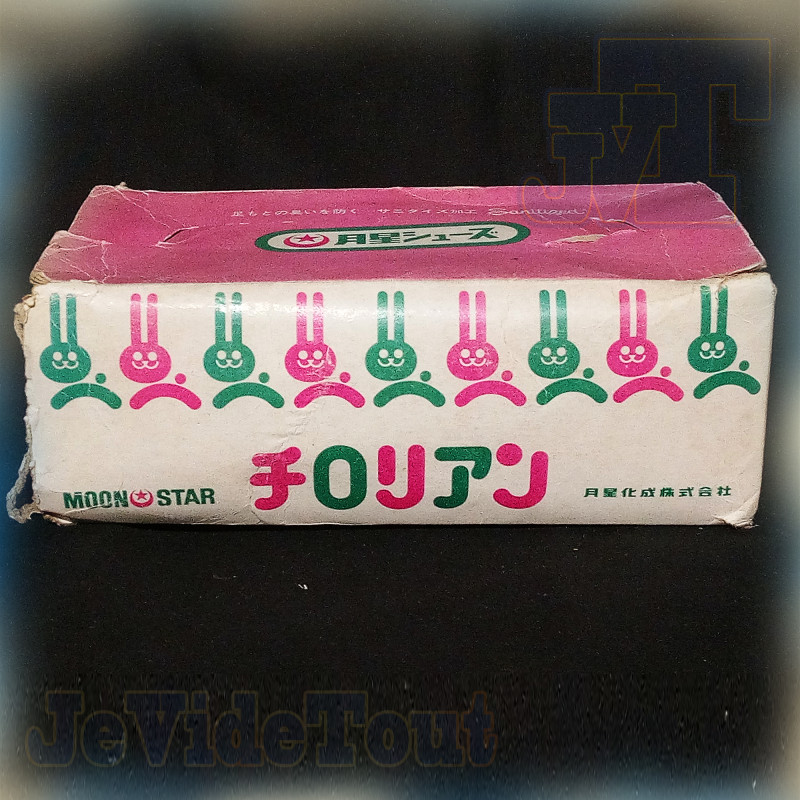 JVT
足もとの臭いを防ぐ サニタイズ加工 Sanitized
月星シューズ
チロリアン
MOON STAR
月星化成株式会社
JeVideTout